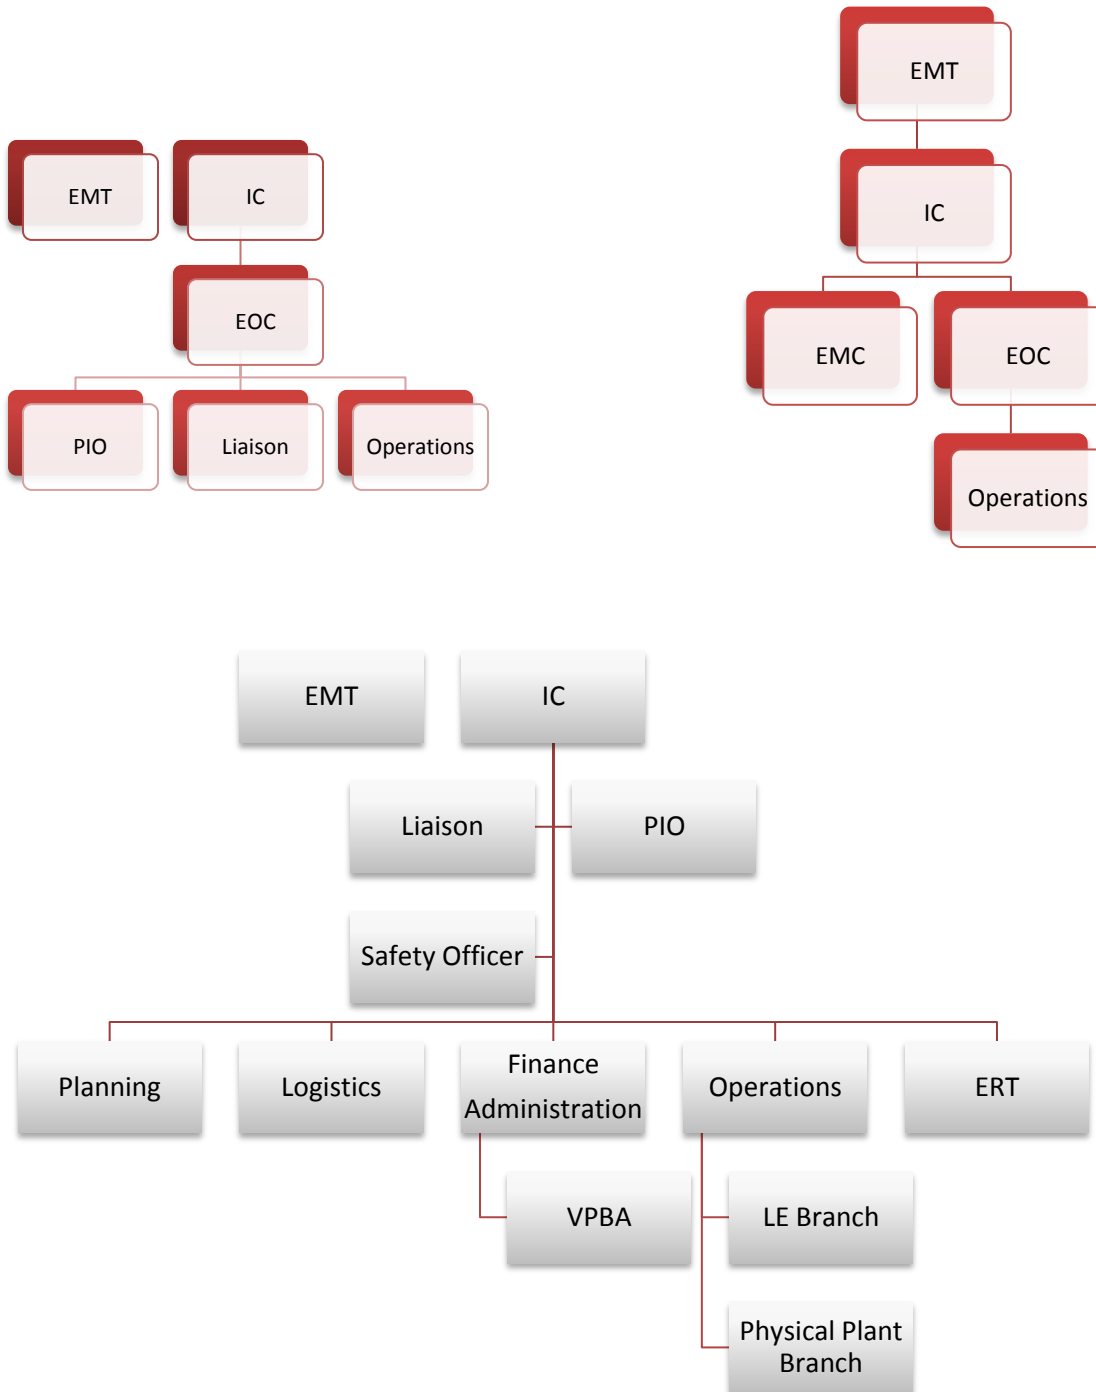 EMT
IC
EOC
PIO
Liaison
Operations
EMT
IC
EMC
EOC
Operations
EMT
IC
Liaison
PIO
Safety Officer
Planning
Logistics
Finance
Administration
Operations
ERT
VPBA
LE Branch
Physical Plant
Branch